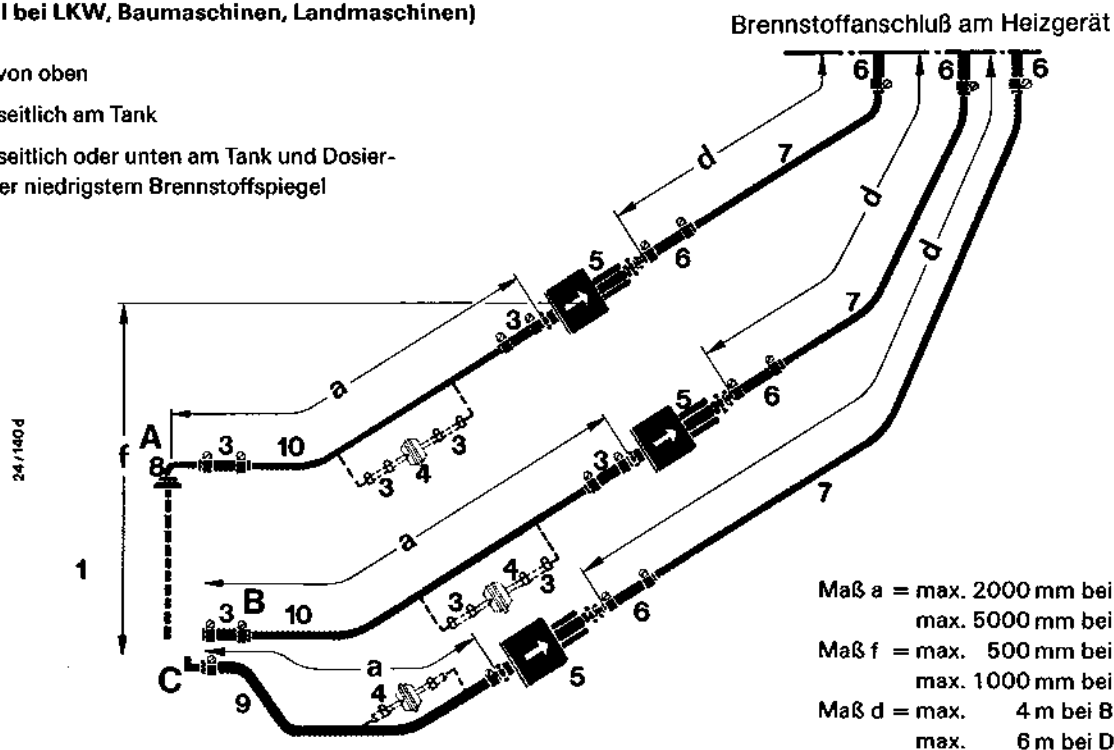 l bei LKW, Baumaschinen, Landmaschinen)
Brennstoffanschluß am Heizgerät
von oben
seitlich am Tank
seitlich oder unten am Tank und Dosier-
er niedrigstem Brennstoffspiegel
6
6
6
d
7
d
d
5
6
3
7
a
5
6
A
f
8
3
10
3
3
4
3
7
a
24/140 d
1
4
3
3
B
3
10
6
C
a
4
9
5
Maß a = max. 2000 mm bei
max. 5000 mm bei
Maß f = max. 500 mm bei
max. 1000 mm bei
Maß d = max. 4 m bei B
max. 6 m bei D